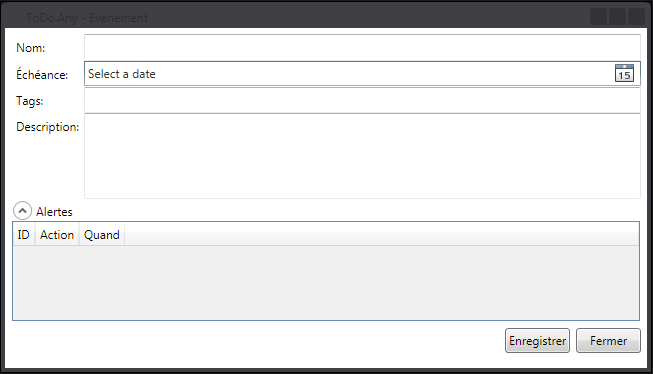 ToDo.Any - Evenement
Nom:
Échéance: Select a date 15
Tags:
Description:
Alertes
ID Action Quand
Enregistrer Fermer